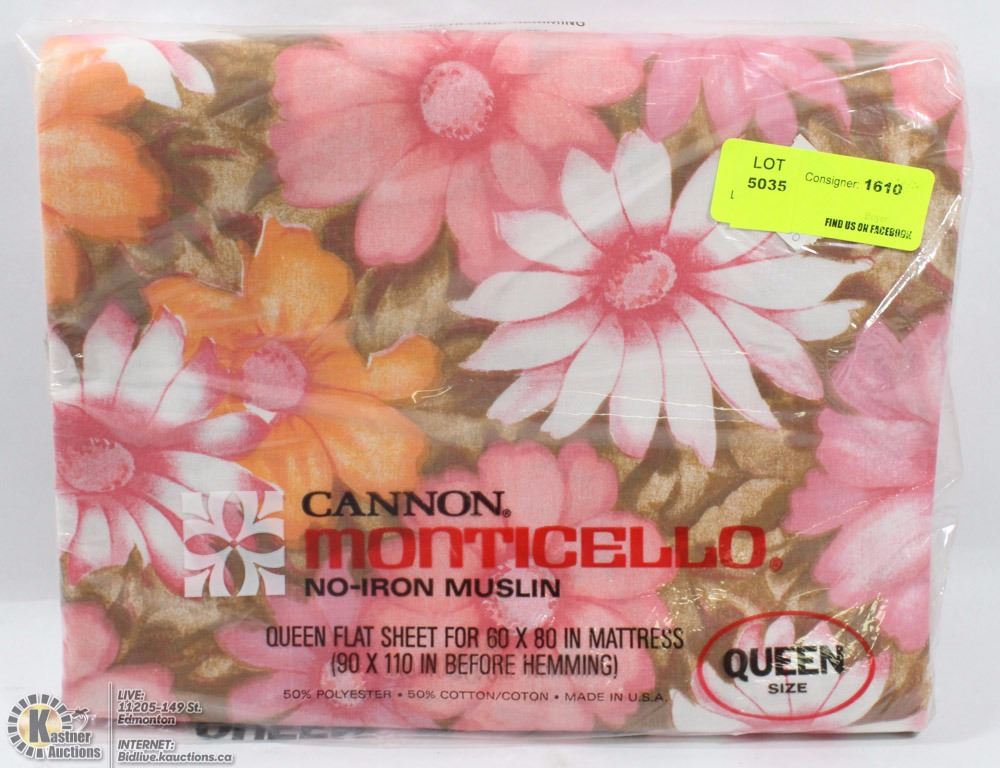 LOT
5035
Consigner: 1610
Buyer:
FIND US ON FACEBOOK
CANNON®
MONTICELLO®
NO-IRON MUSLIN
QUEEN FLAT SHEET FOR 60 X 80 IN MATTRESS
(90 X 110 IN BEFORE HEMMING)
50% POLYESTER • 50% COTTON/COTON • MADE IN U.S.A.
QUEEN
SIZE
Kastner
Auctions
LIVE:
11205-149 St.
Edmonton
INTERNET:
Bidlive.kauctions.ca